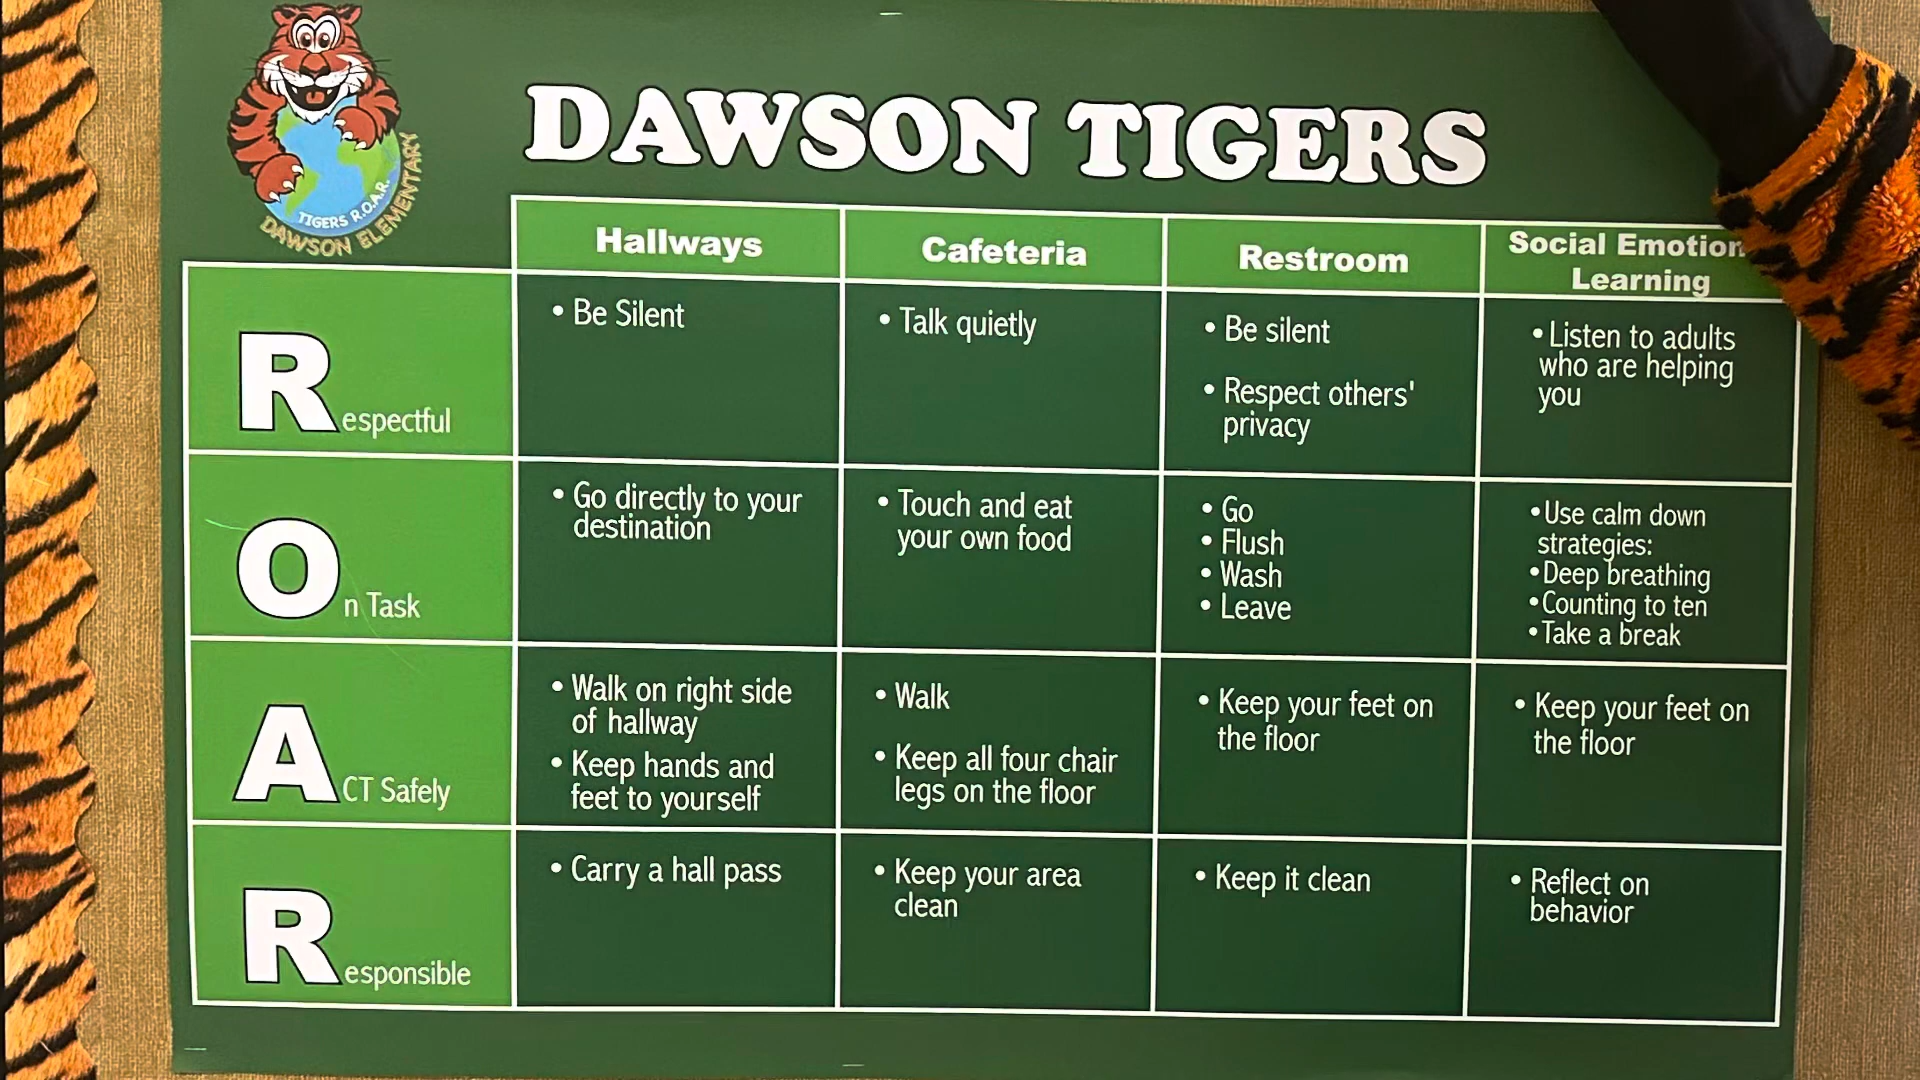 DAWSON TIGERS
TIGERS R.O.A.R.
DAWSON ELEMENTARY
Hallways
Cafeteria
Restroom
Social Emotion
Learning
Respectful
• Be Silent
• Talk quietly
• Be silent
• Respect others'
privacy
• Listen to adults
who are helping
you
On Task
• Go directly to your
destination
• Touch and eat
your own food
• Go
• Flush
• Wash
• Leave
• Use calm down
strategies:
• Deep breathing
• Counting to ten
• Take a break
ACT Safely
• Walk on right side
of hallway
• Keep hands and
feet to yourself
• Walk
• Keep all four chair
legs on the floor
• Keep your feet on
the floor
• Keep your feet on
the floor
Responsible
• Carry a hall pass
• Keep your area
clean
• Keep it clean
• Reflect on
behavior